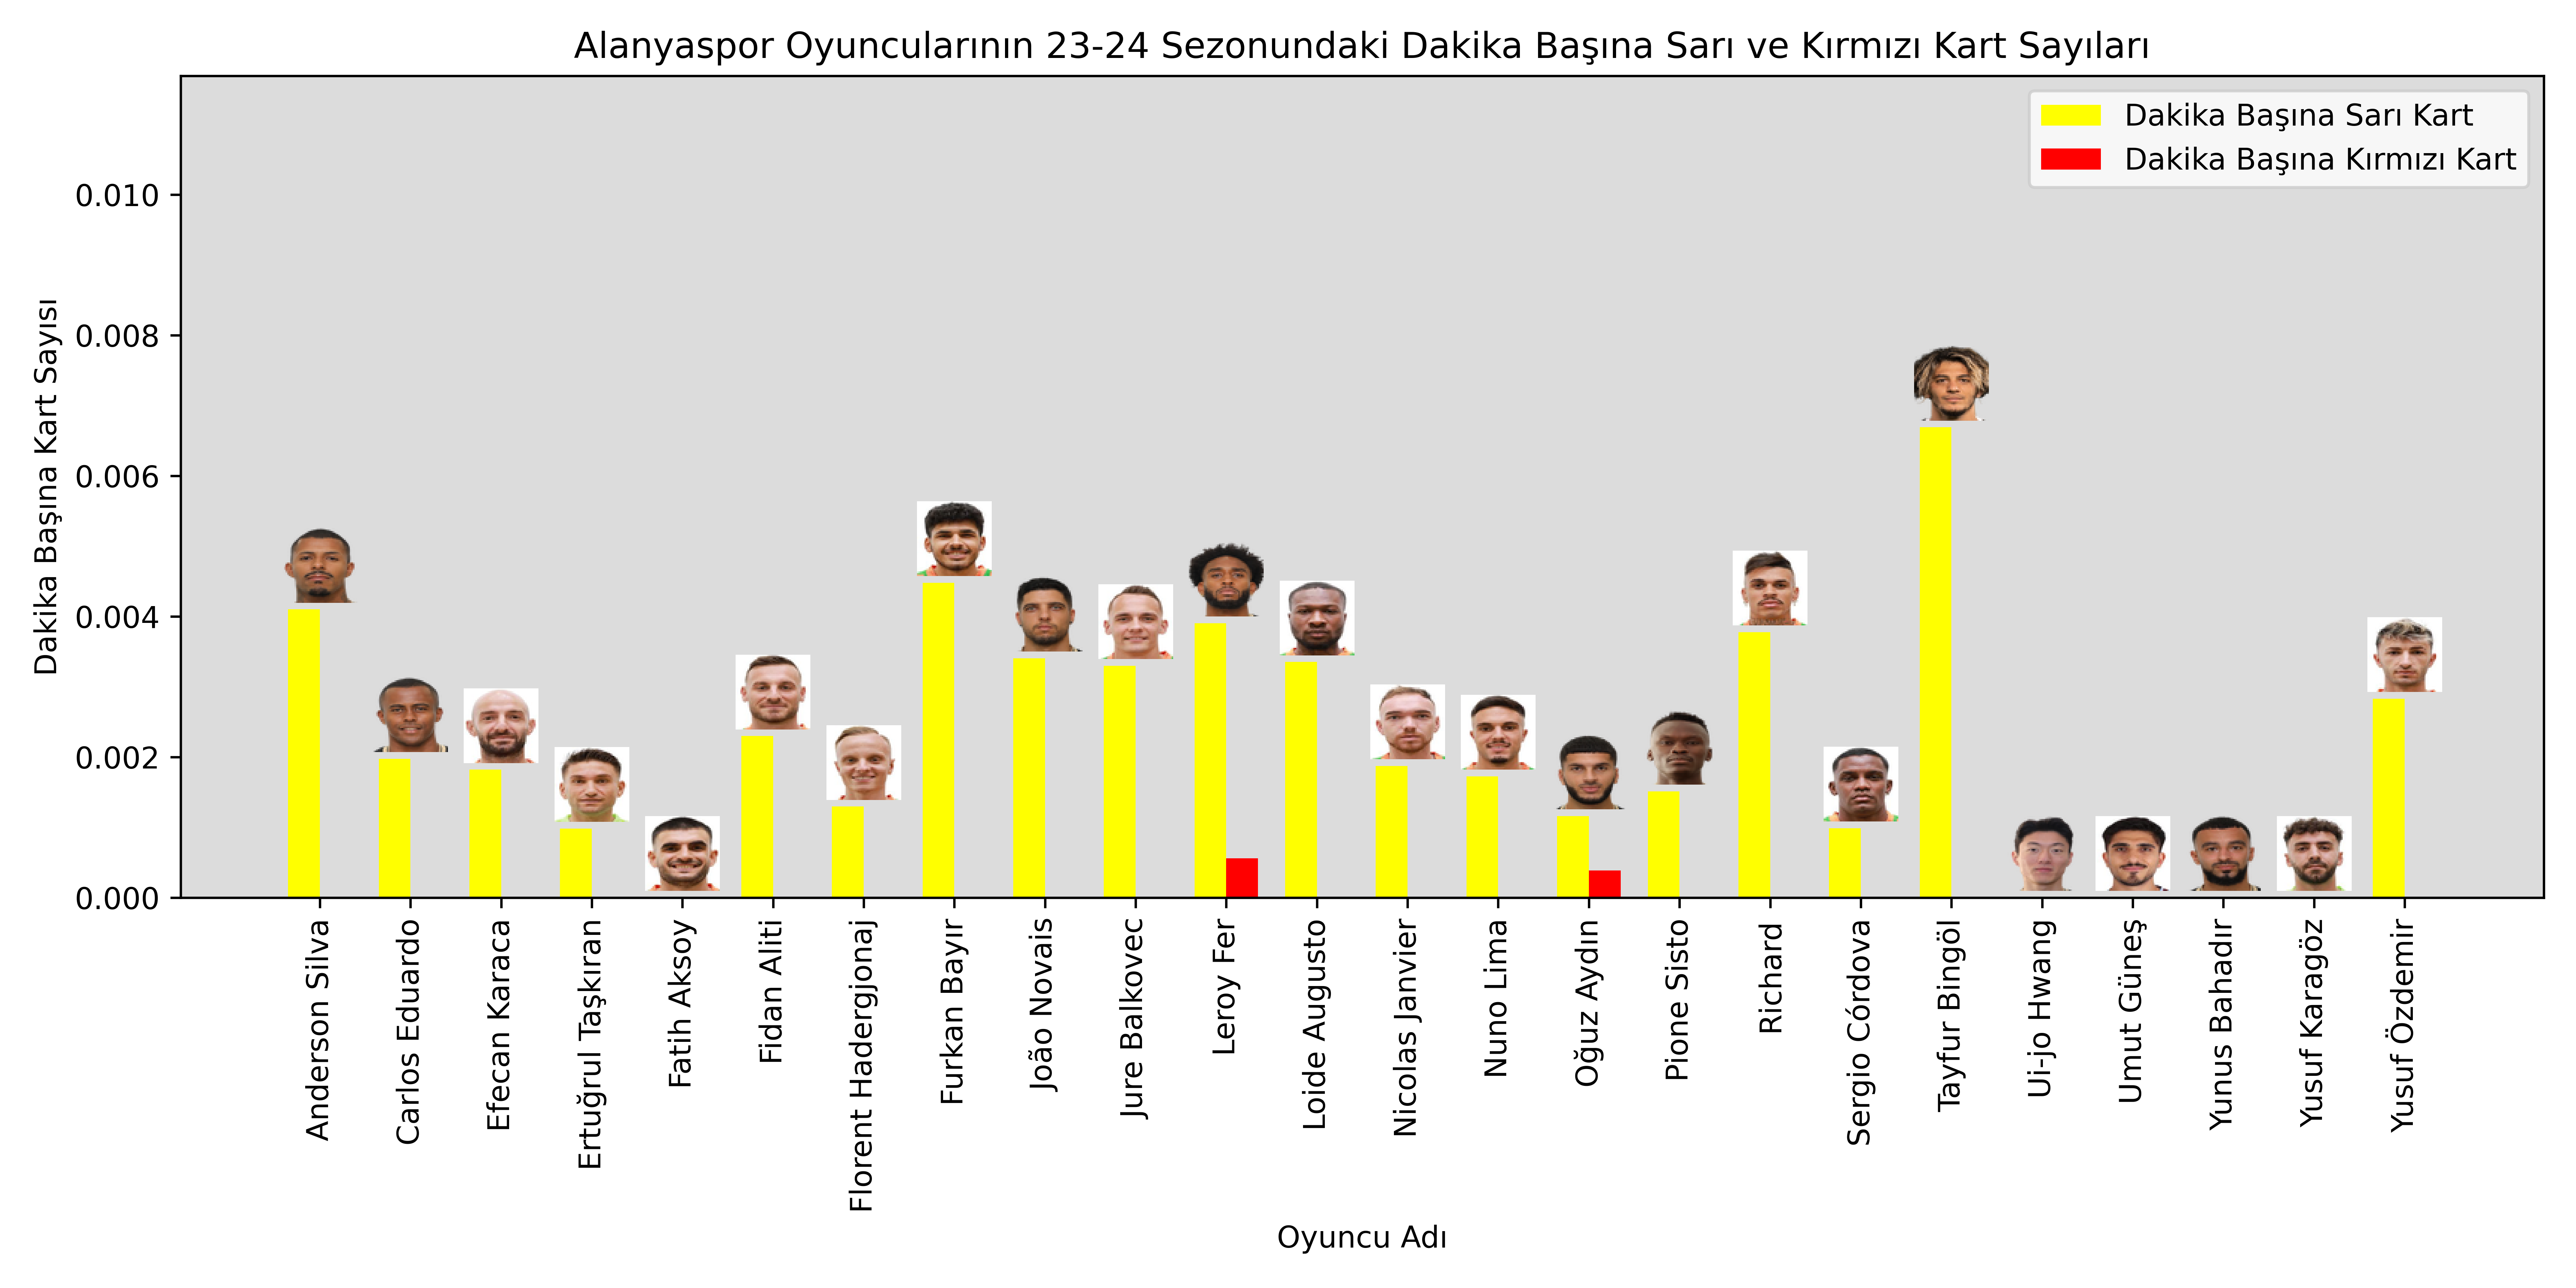 Alanyaspor Oyuncularının 23-24 Sezonundaki Dakika Başına Sarı ve Kırmızı Kart Sayıları
Dakika Başına Sarı Kart
Dakika Başına Kırmızı Kart
Dakika Başına Kart Sayısı
0.010
0.008
0.006
0.004
0.002
0.000
Anderson Silva
Carlos Eduardo
Efecan Karaca
Ertuğrul Taşkıran
Fatih Aksoy
Fidan Aliti
Florent Hadergjonaj
Furkan Bayır
João Novais
Jure Balkovec
Leroy Fer
Loide Augusto
Nicolas Janvier
Nuno Lima
Oğuz Aydın
Pione Sisto
Richard
Sergio Córdova
Tayfur Bingöl
Ui-jo Hwang
Umut Güneş
Yunus Bahadır
Yusuf Karagöz
Yusuf Özdemir
Oyuncu Adı